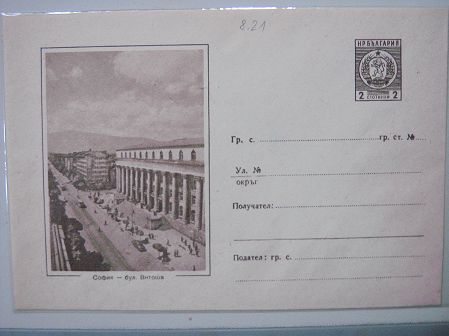 8.21
НР БЪЛГАРИЯ
2 СТОТИНКИ 2
Гр. с. гр. ст. №
Ул. №
окръг
Получател:
Подател: гр. с.
София — бул. Витоша